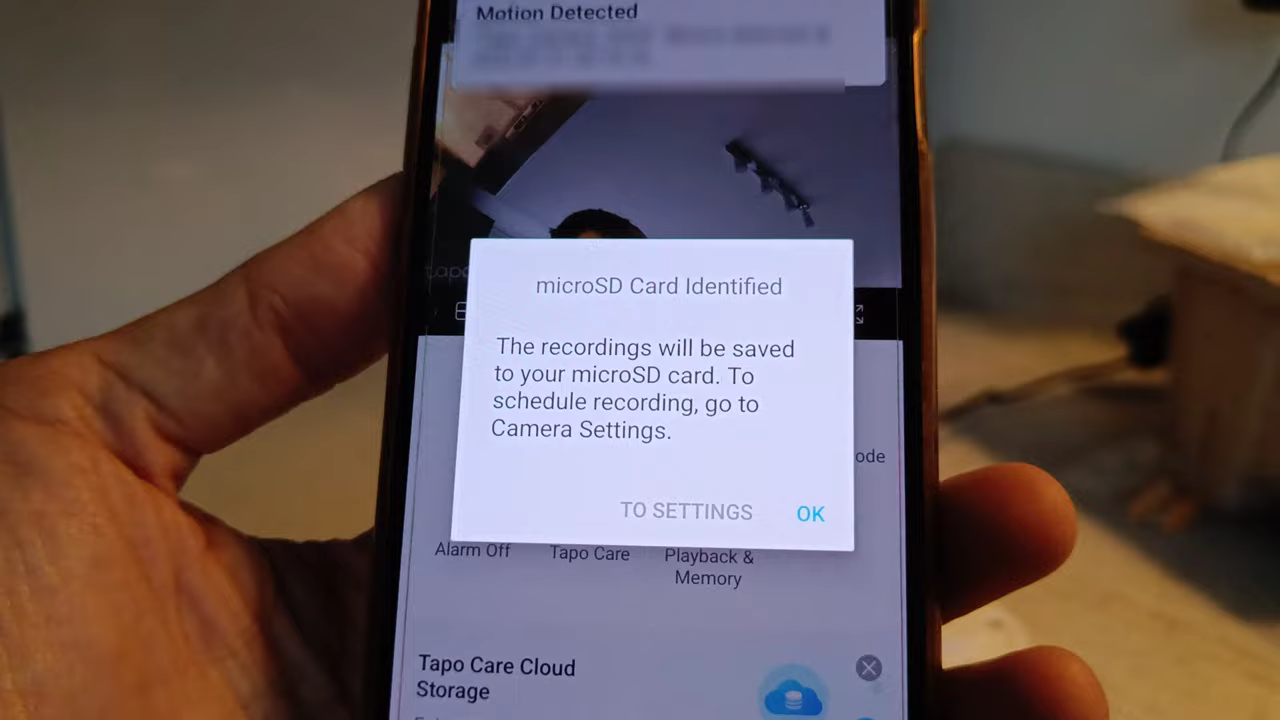 Motion Detected
tapo
microSD Card Identified
The recordings will be saved
to your microSD card. To
schedule recording, go to
Camera Settings.
TO SETTINGS OK
ode
Alarm Off Tapo Care Playback &
Memory
Tapo Care Cloud
Storage